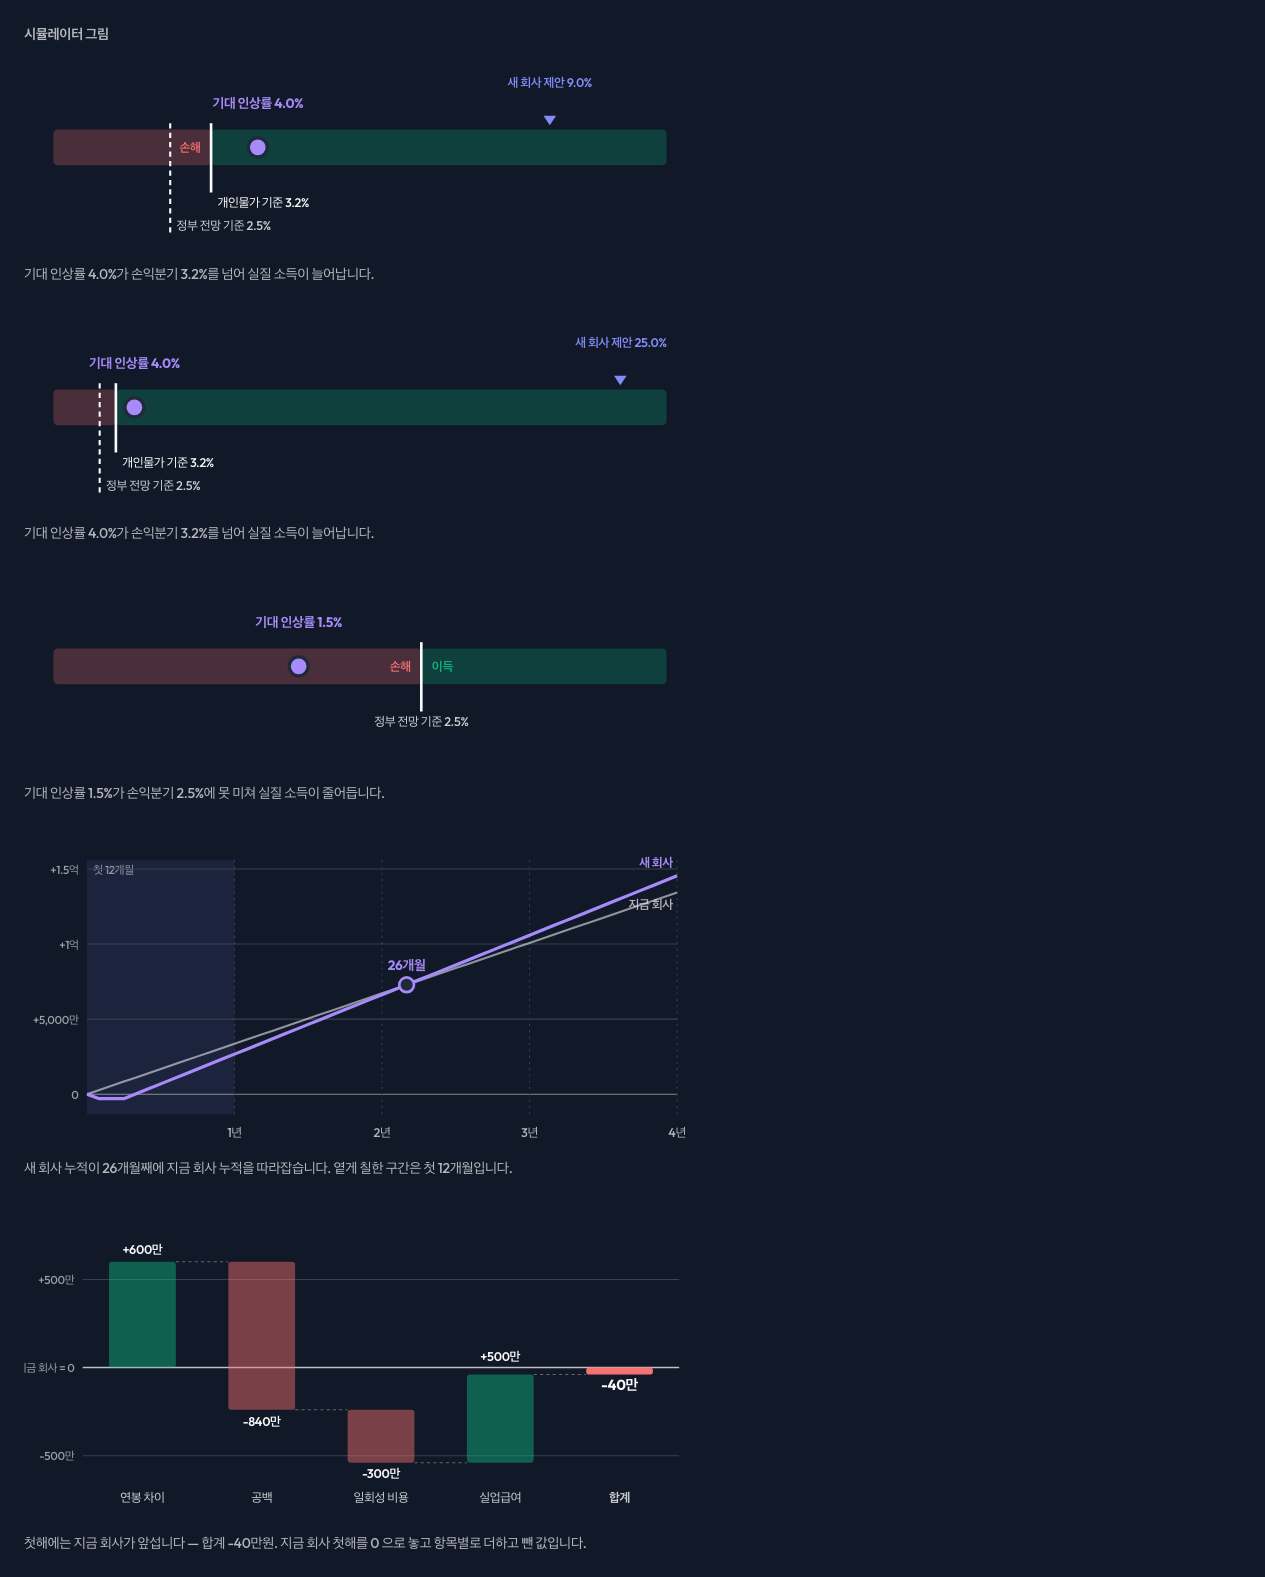 시뮬레이터 그림
새 회사 제안 9.0%
기대 인상률 4.0%
손해
개인물가 기준 3.2%
정부 전망 기준 2.5%
기대 인상률 4.0%가 손익분기 3.2%를 넘어 실질 소득이 늘어납니다.
새 회사 제안 25.0%
기대 인상률 4.0%
개인물가 기준 3.2%
정부 전망 기준 2.5%
기대 인상률 4.0%가 손익분기 3.2%를 넘어 실질 소득이 늘어납니다.
기대 인상률 1.5%
손해 이득
정부 전망 기준 2.5%
기대 인상률 1.5%가 손익분기 2.5%에 못 미쳐 실질 소득이 줄어듭니다.
새 회사
+1.5억 첫 12개월
지금 회사
+1억
26개월
+5,000만
0
1년 2년 3년 4년
새 회사 누적이 26개월째에 지금 회사 누적을 따라잡습니다. 옅게 칠한 구간은 첫 12개월입니다.
+600만
+500만
+500만
금 회사 = 0
-40만
-840만
-500만
-300만
연봉 차이 공백 일회성 비용 실업급여 합계
첫해에는 지금 회사가 앞섭니다 — 합계 -40만원. 지금 회사 첫해를 0 으로 놓고 항목별로 더하고 뺀 값입니다.